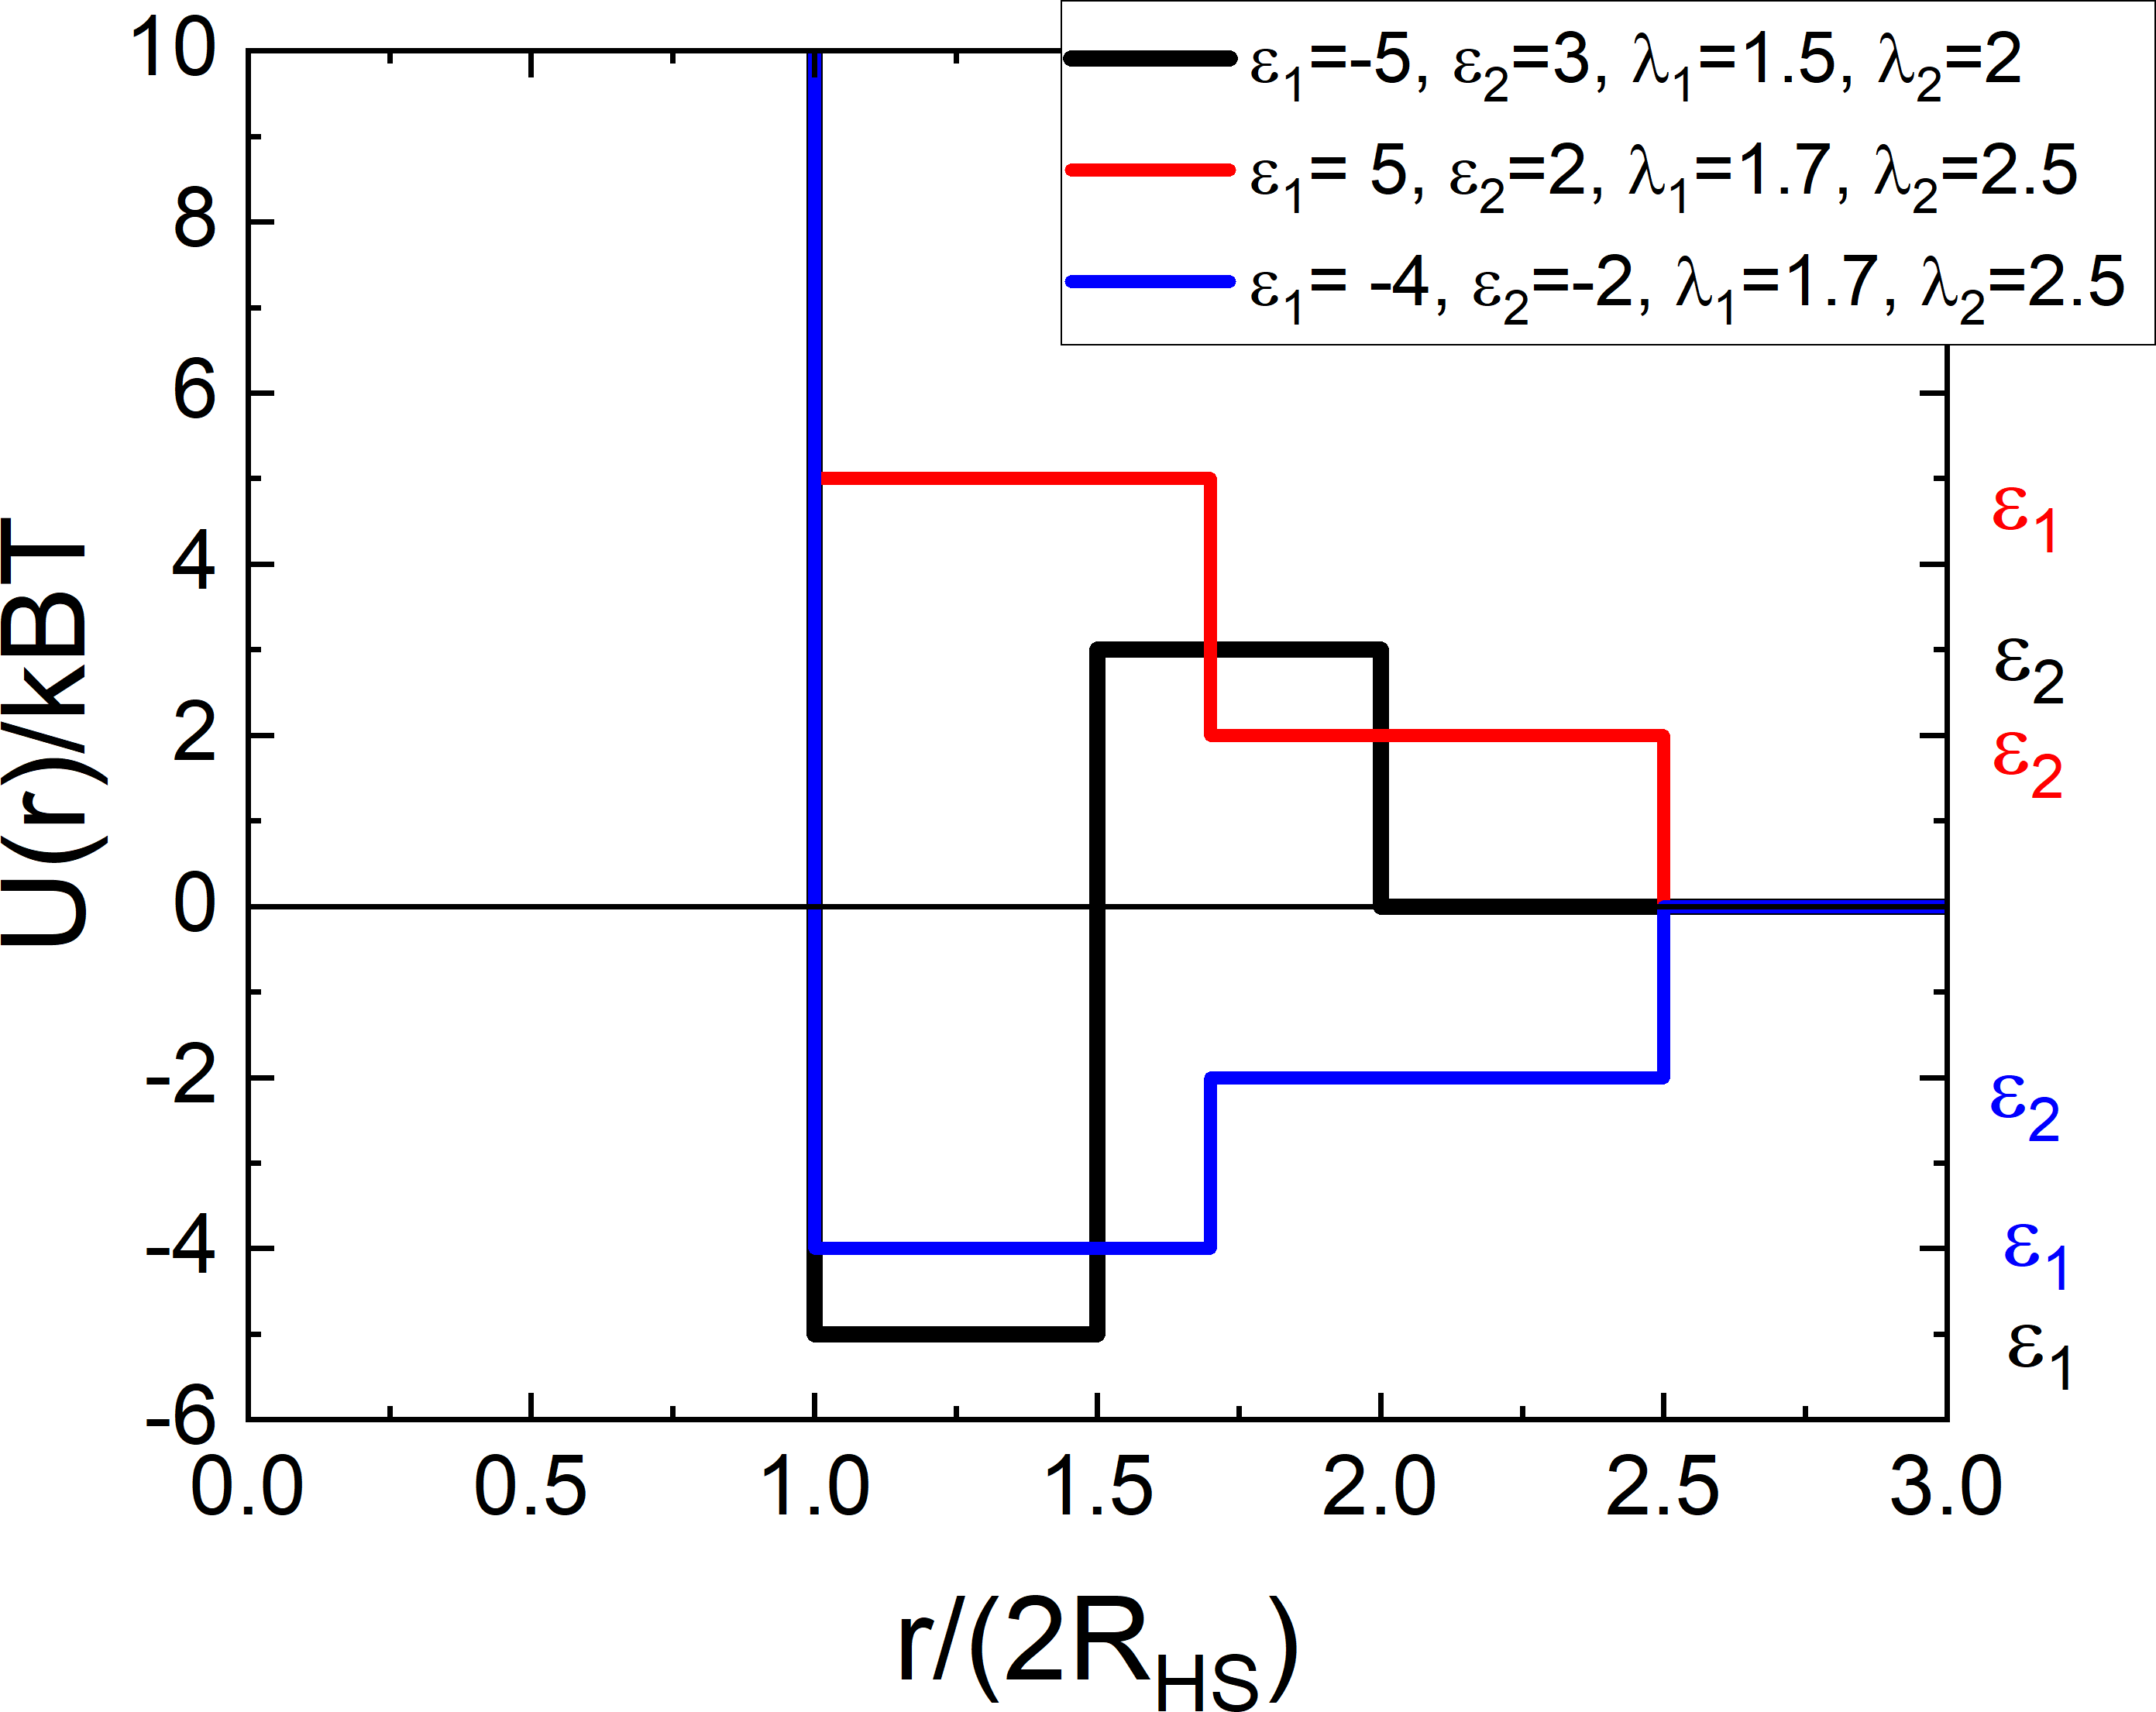 10
8
6
4
2
0
-2
-4
-6
U(r)/kBT
0.0 0.5 1.0 1.5 2.0 2.5 3.0
r/(2R_HS)
ε₁=-5, ε₂=3, λ₁=1.5, λ₂=2
ε₁= 5, ε₂=2, λ₁=1.7, λ₂=2.5
ε₁= -4, ε₂=-2, λ₁=1.7, λ₂=2.5
ε₁
ε₂
ε₂
ε₂
ε₁
ε₁